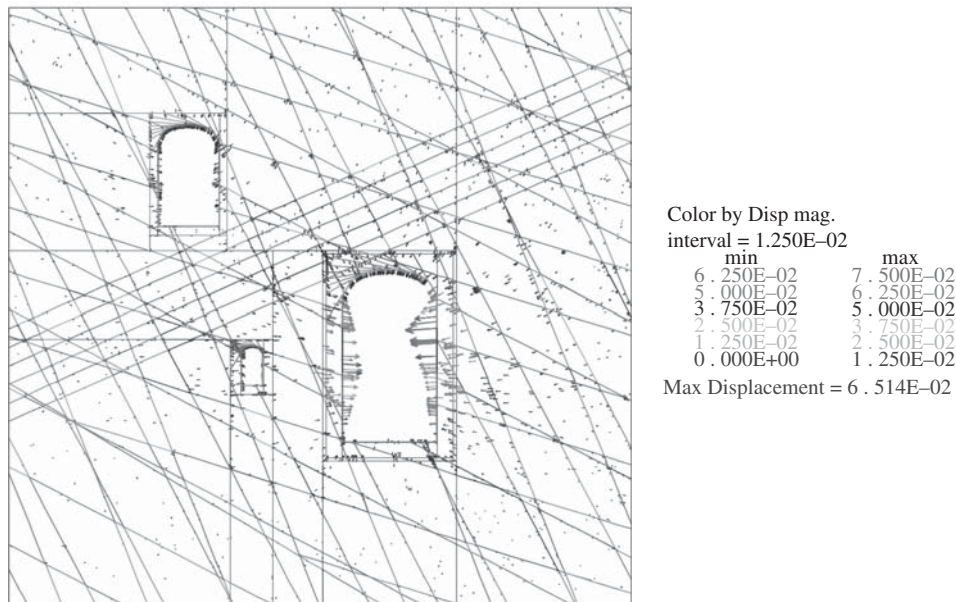 Color by Disp mag.
interval = 1.250E–02
min max
6 . 250E–02 7 . 500E–02
5 . 000E–02 6 . 250E–02
3 . 750E–02 5 . 000E–02
2 . 500E–02 3 . 750E–02
1 . 250E–02 2 . 500E–02
0 . 000E+00 1 . 250E–02
Max Displacement = 6 . 514E–02